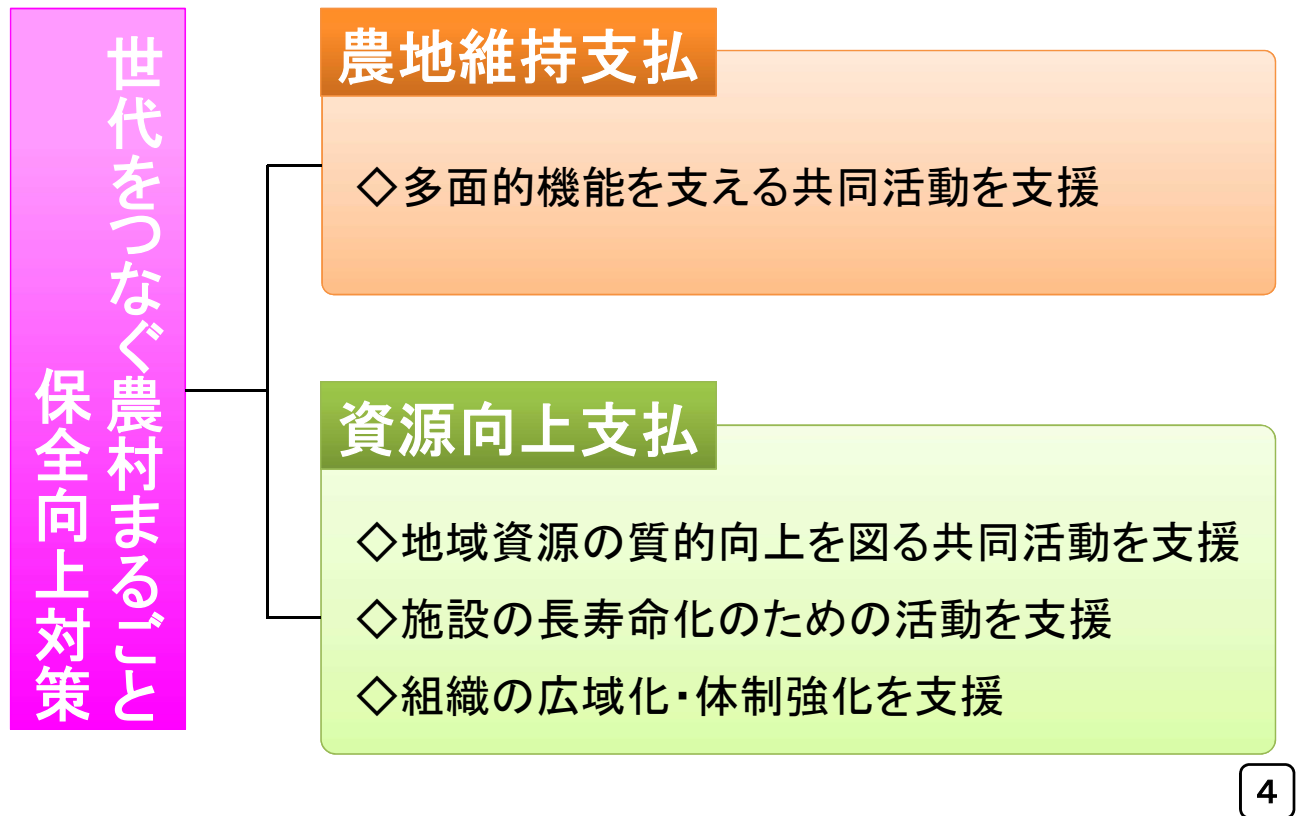 世代をつなぐ農村まるごと
保全向上対策
農地維持支払
◇多面的機能を支える共同活動を支援
資源向上支払
◇地域資源の質的向上を図る共同活動を支援
◇施設の長寿命化のための活動を支援
◇組織の広域化・体制強化を支援
4